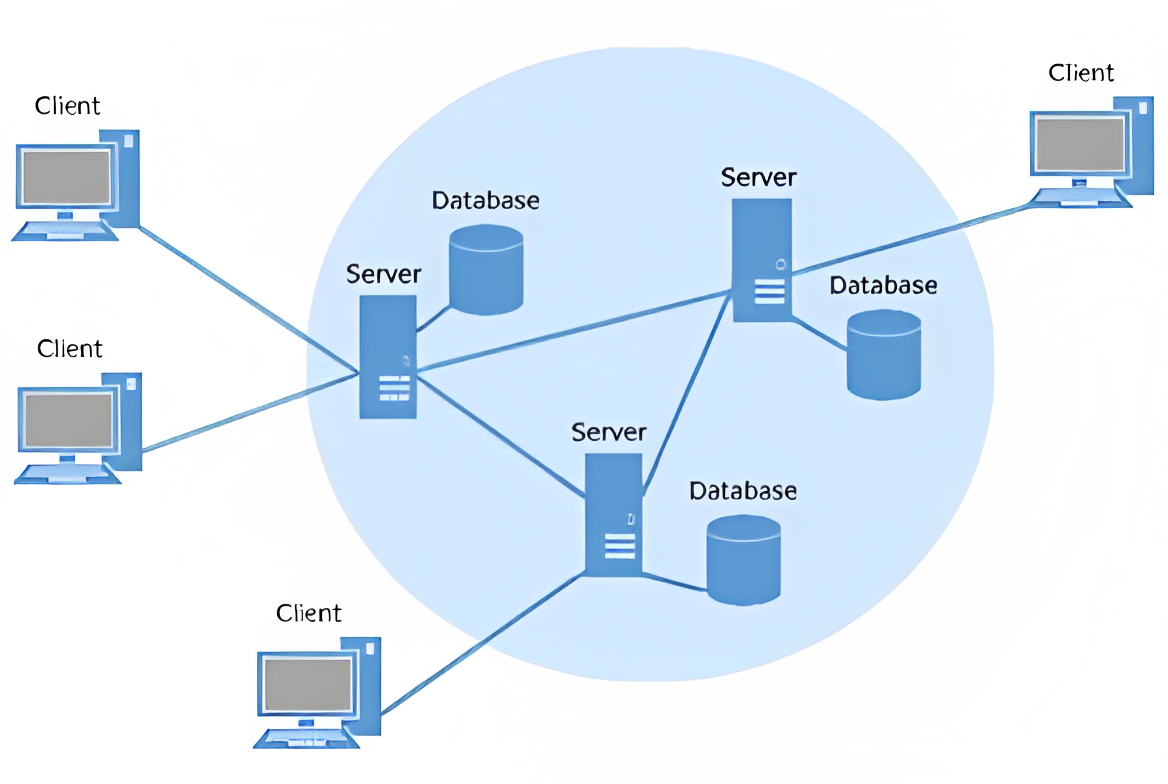 Client
Client
Server
Database
Server
Database
Client
Server
Database
Client